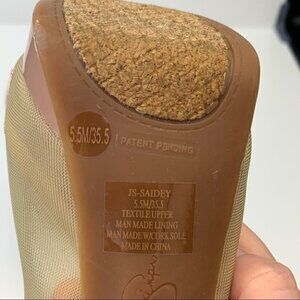 5.5M/35.5
PATENT PENDING
JS-SAIDEY
5.5M/35.5
TEXTILE UPPER
MAN MADE LINING
MAN MADE W/CORK SOLE
MADE IN CHINA